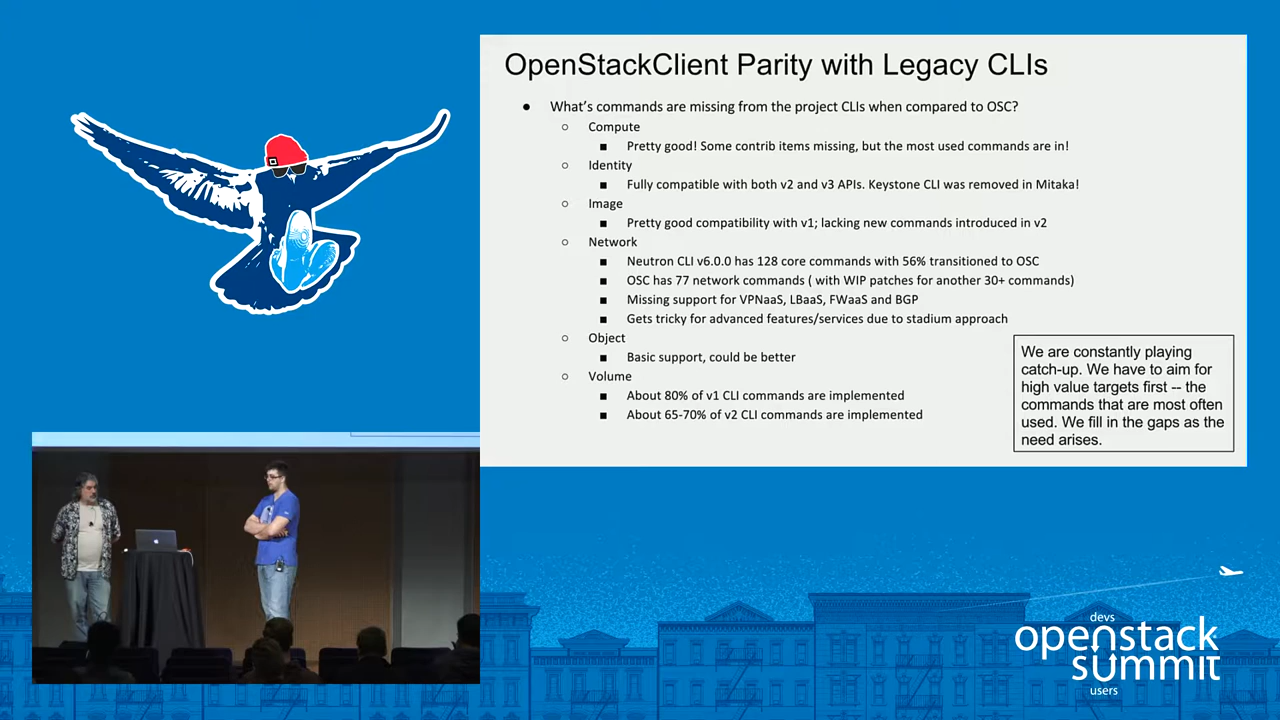 OpenStackClient Parity with Legacy CLIs
● What's commands are missing from the project CLIs when compared to OSC?
○ Compute
■ Pretty good! Some contrib items missing, but the most used commands are in!
○ Identity
■ Fully compatible with both v2 and v3 APIs. Keystone CLI was removed in Mitaka!
○ Image
■ Pretty good compatibility with v1; lacking new commands introduced in v2
○ Network
■ Neutron CLI v6.0.0 has 128 core commands with 56% transitioned to OSC
■ OSC has 77 network commands ( with WIP patches for another 30+ commands)
■ Missing support for VPNaaS, LBaaS, FWaaS and BGP
■ Gets tricky for advanced features/services due to stadium approach
○ Object
■ Basic support, could be better
○ Volume
■ About 80% of v1 CLI commands are implemented
■ About 65-70% of v2 CLI commands are implemented
We are constantly playing
catch-up. We have to aim for
high value targets first -- the
commands that are most often
used. We fill in the gaps as the
need arises.
devs
openstack
summit
users